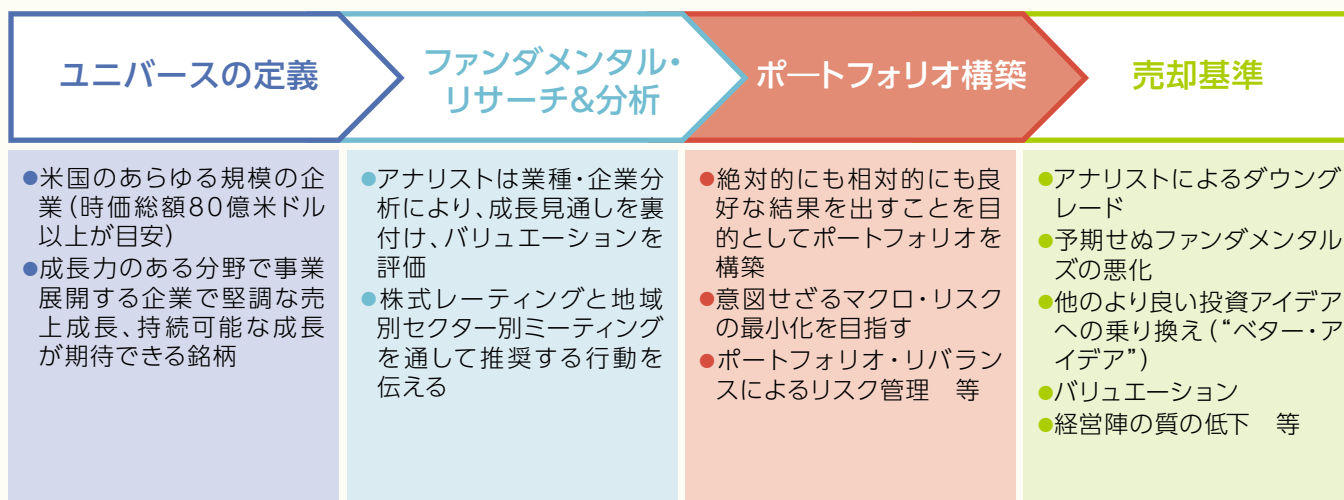 ユニバースの定義
ファンダメンタル・
リサーチ&分析
ポートフォリオ構築
売却基準
●米国のあらゆる規模の企
業(時価総額80億米ドル
以上が目安)
●成長力のある分野で事業
展開する企業で堅調な売
上成長、持続可能な成長
が期待できる銘柄
●アナリストは業種・企業分
析により、成長見通しを裏
付け、バリュエーションを
評価
●株式レーティングと地域
別セクター別ミーティング
を通して推奨する行動を
伝える
●絶対的にも相対的にも良
好な結果を出すことを目
的としてポートフォリオを
構築
●意図せざるマクロ・リスク
の最小化を目指す
●ポートフォリオ・リバラン
スによるリスク管理 等
●アナリストによるダウング
レード
●予期せぬファンダメンタル
ズの悪化
●他のより良い投資アイデア
への乗り換え(“ベター・ア
イデア”)
●バリュエーション
●経営陣の質の低下 等